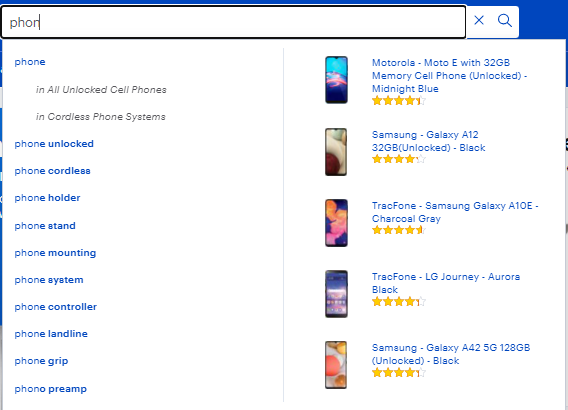 phon
phone
in All Unlocked Cell Phones
in Cordless Phone Systems
phone unlocked
phone cordless
phone holder
phone stand
phone mounting
phone system
phone controller
phone landline
phone grip
phono preamp
Motorola - Moto E with 32GB
Memory Cell Phone (Unlocked) -
Midnight Blue
Samsung - Galaxy A12
32GB(Unlocked) - Black
TracFone - Samsung Galaxy A10E -
Charcoal Gray
TracFone - LG Journey - Aurora
Black
Samsung - Galaxy A42 5G 128GB
(Unlocked) - Black